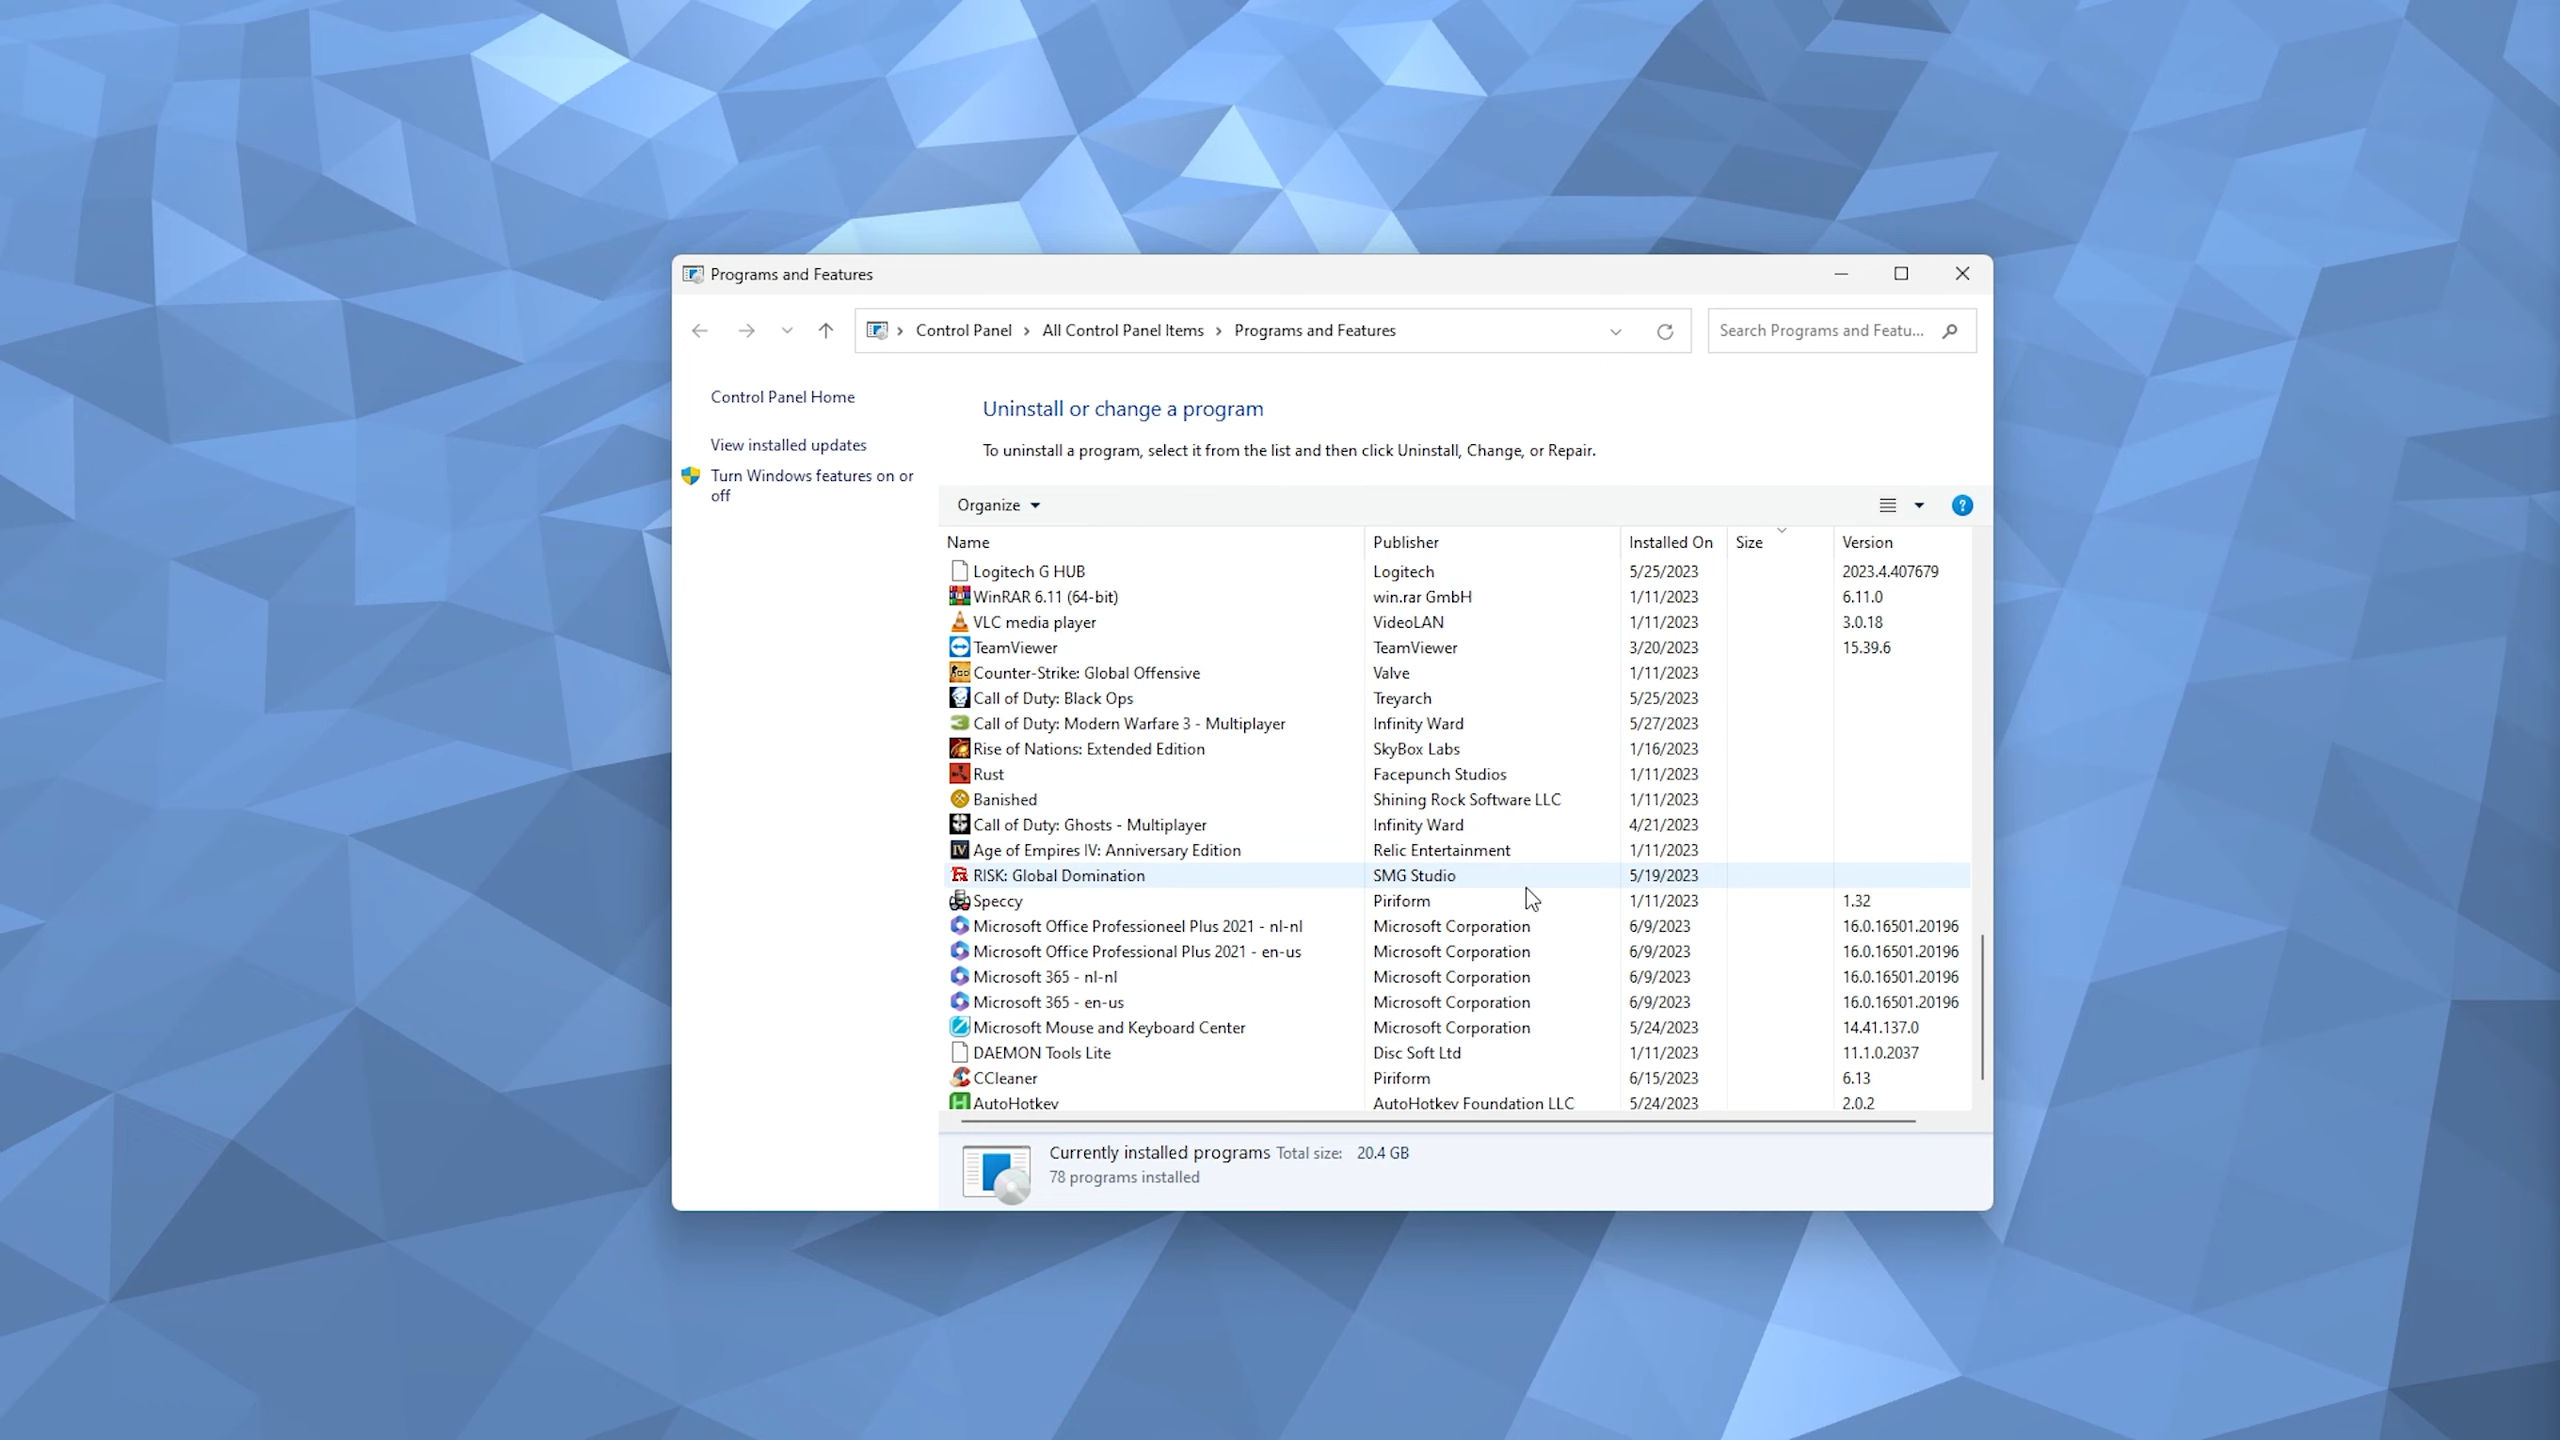 Programs and Features
Control Panel › All Control Panel Items › Programs and Features
Search Programs and Featu...
Control Panel Home
View installed updates
Turn Windows features on or
off
Uninstall or change a program
To uninstall a program, select it from the list and then click Uninstall, Change, or Repair.
Organize
Name Publisher Installed On Size Version
Logitech G HUB Logitech 5/25/2023 2023.4.407679
WinRAR 6.11 (64-bit) win.rar GmbH 1/11/2023 6.11.0
VLC media player VideoLAN 1/11/2023 3.0.18
TeamViewer TeamViewer 3/20/2023 15.39.6
Counter-Strike: Global Offensive Valve 1/11/2023
Call of Duty: Black Ops Treyarch 5/25/2023
Call of Duty: Modern Warfare 3 - Multiplayer Infinity Ward 5/27/2023
Rise of Nations: Extended Edition SkyBox Labs 1/16/2023
Rust Facepunch Studios 1/11/2023
Banished Shining Rock Software LLC 1/11/2023
Call of Duty: Ghosts - Multiplayer Infinity Ward 4/21/2023
Age of Empires IV: Anniversary Edition Relic Entertainment 1/11/2023
RISK: Global Domination SMG Studio 5/19/2023
Speccy Piriform 1/11/2023 1.32
Microsoft Office Professioneel Plus 2021 - nl-nl Microsoft Corporation 6/9/2023 16.0.16501.20196
Microsoft Office Professional Plus 2021 - en-us Microsoft Corporation 6/9/2023 16.0.16501.20196
Microsoft 365 - nl-nl Microsoft Corporation 6/9/2023 16.0.16501.20196
Microsoft 365 - en-us Microsoft Corporation 6/9/2023 16.0.16501.20196
Microsoft Mouse and Keyboard Center Microsoft Corporation 5/24/2023 14.41.137.0
DAEMON Tools Lite Disc Soft Ltd 1/11/2023 11.1.0.2037
CCleaner Piriform 6/15/2023 6.13
AutoHotkey AutoHotkey Foundation LLC 5/24/2023 2.0.2
Currently installed programs Total size: 20.4 GB
78 programs installed